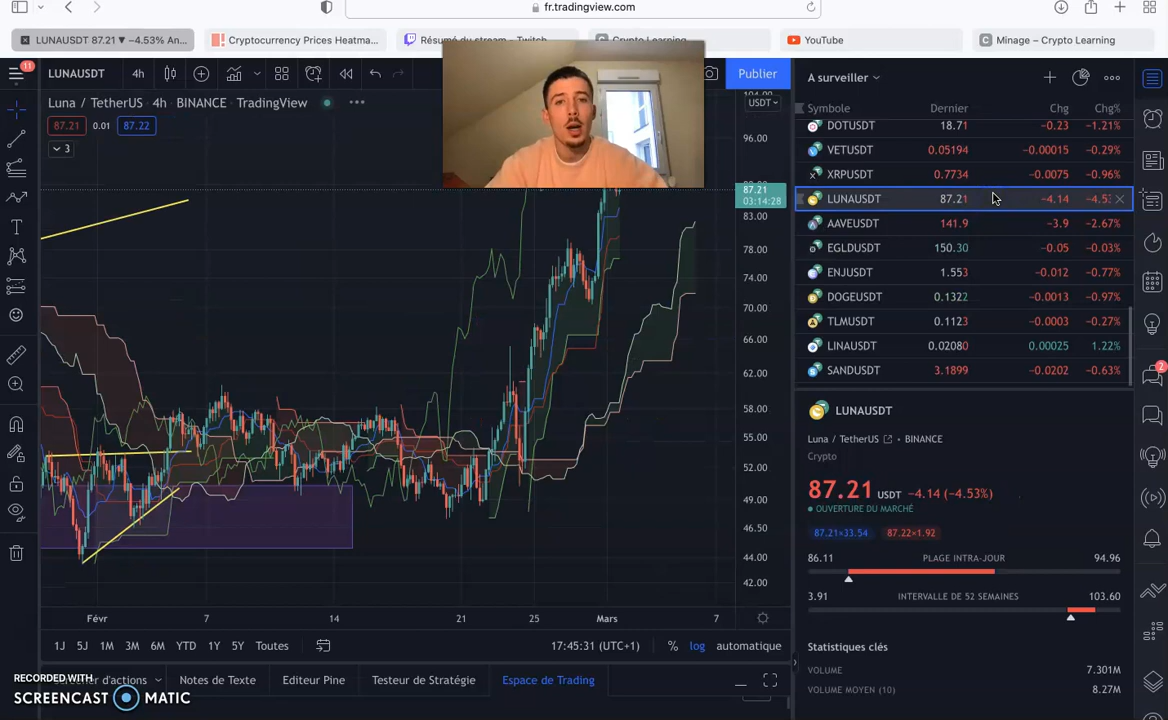 fr.tradingview.com
LUNAUSDT 87.21 ▼ −4.53% An...
Cryptocurrency Prices Heatma...
Résumé du stream - Twitch
Crypto Learning
YouTube
Minage – Crypto Learning
11
LUNAUSDT
4h
Publier
A surveiller
Luna / TetherUS • 4h • BINANCE • TradingView
USDT
87.21
0.01
87.22
3
96.00
87.21
03:14:28
83.00
78.00
74.00
70.00
66.00
62.00
58.00
55.00
52.00
49.00
46.50
44.00
42.00
Févr
7
14
21
25
Mars
7
1J
5J
1M
3M
6M
YTD
1Y
5Y
Toutes
17:45:31 (UTC+1)
%
log
automatique
Notes de Texte
Editeur Pine
Testeur de Stratégie
Espace de Trading
RECORDED WITH
SCREENCAST MATIC
Symbole Dernier Chg Chg%
DOTUSDT 18.71 −0.23 −1.21%
VETUSDT 0.05194 −0.00015 −0.29%
XRPUSDT 0.7734 −0.0075 −0.96%
LUNAUSDT 87.21 −4.14 −4.53
AAVEUSDT 141.9 −3.9 −2.67%
EGLDUSDT 150.30 −0.05 −0.03%
ENJUSDT 1.553 −0.012 −0.77%
DOGEUSDT 0.1322 −0.0013 −0.97%
TLMUSDT 0.1123 −0.0003 −0.27%
LINAUSDT 0.02080 0.00025 1.22%
SANDUSDT 3.1899 −0.0202 −0.63%
2
LUNAUSDT
Luna / TetherUS • BINANCE
Crypto
87.21 USDT −4.14 (−4.53%)
OUVERTURE DU MARCHÉ
87.21×33.54
87.22×1.92
86.11 PLAGE INTRA-JOUR 94.96
3.91 INTERVALLE DE 52 SEMAINES 103.60
Statistiques clés
VOLUME 7.301M
VOLUME MOYEN (10) 8.27M